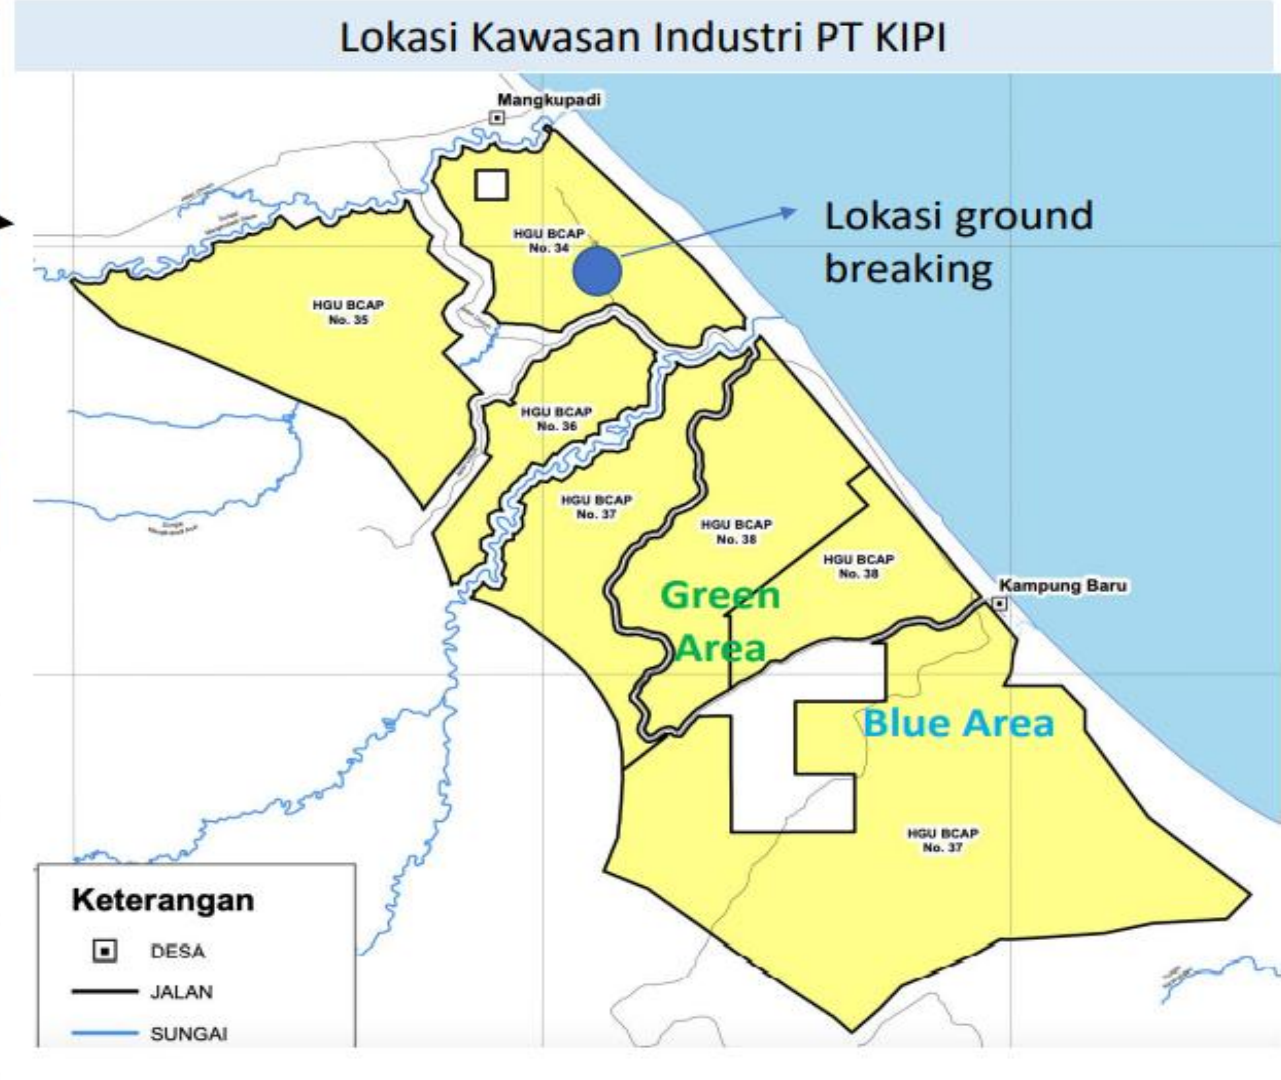 Lokasi Kawasan Industri PT KIPI
Mangkupadi
Lokasi ground
breaking
HGU BCAP
No. 34
HGU BCAP
No. 35
HGU BCAP
No. 36
HGU BCAP
No. 37
HGU BCAP
No. 38
HGU BCAP
No. 38
Green
Area
Kampung Baru
Blue Area
HGU BCAP
No. 37
Keterangan
DESA
JALAN
SUNGAI